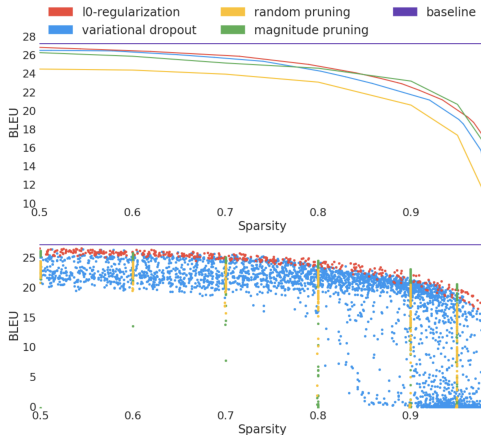 l0-regularization random pruning baseline
variational dropout magnitude pruning
28
26
24
22
20
18
16
14
12
10
BLEU
0.5 0.6 0.7 0.8 0.9
Sparsity
25
20
15
10
5
0
BLEU
0.5 0.6 0.7 0.8 0.9
Sparsity